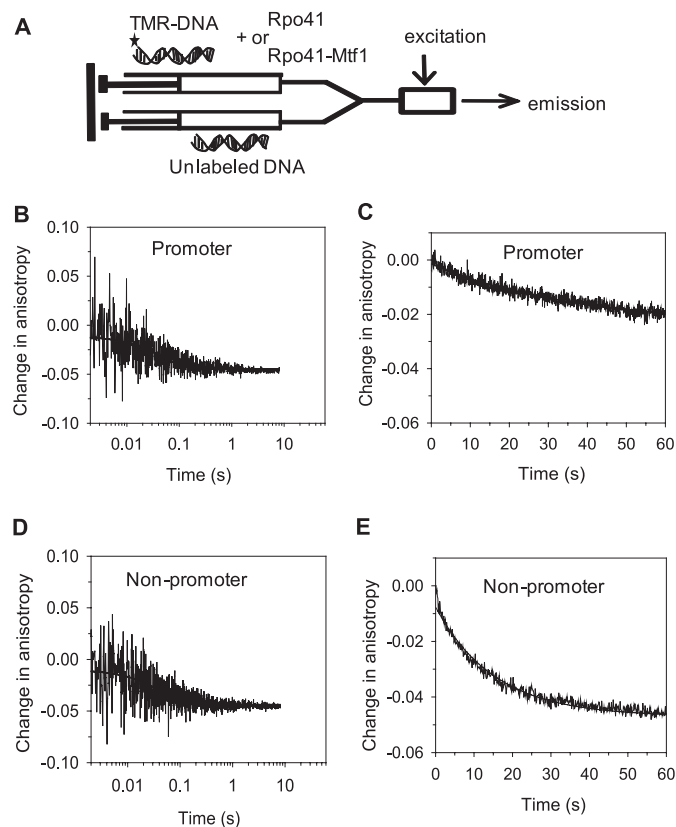 A
TMR-DNA
+ or
Rpo41
Rpo41-Mtf1
excitation
emission
Unlabeled DNA
B
Promoter
Change in anisotropy
0.10
0.05
0.00
-0.05
-0.10
0.01 0.1 1 10
Time (s)
C
Promoter
Change in anisotropy
0.00
-0.02
-0.04
-0.06
0 10 20 30 40 50 60
Time (s)
D
Non-promoter
Change in anisotropy
0.10
0.05
0.00
-0.05
-0.10
0.01 0.1 1 10
Time (s)
E
Non-promoter
Change in anisotropy
0.00
-0.02
-0.04
-0.06
0 10 20 30 40 50 60
Time (s)